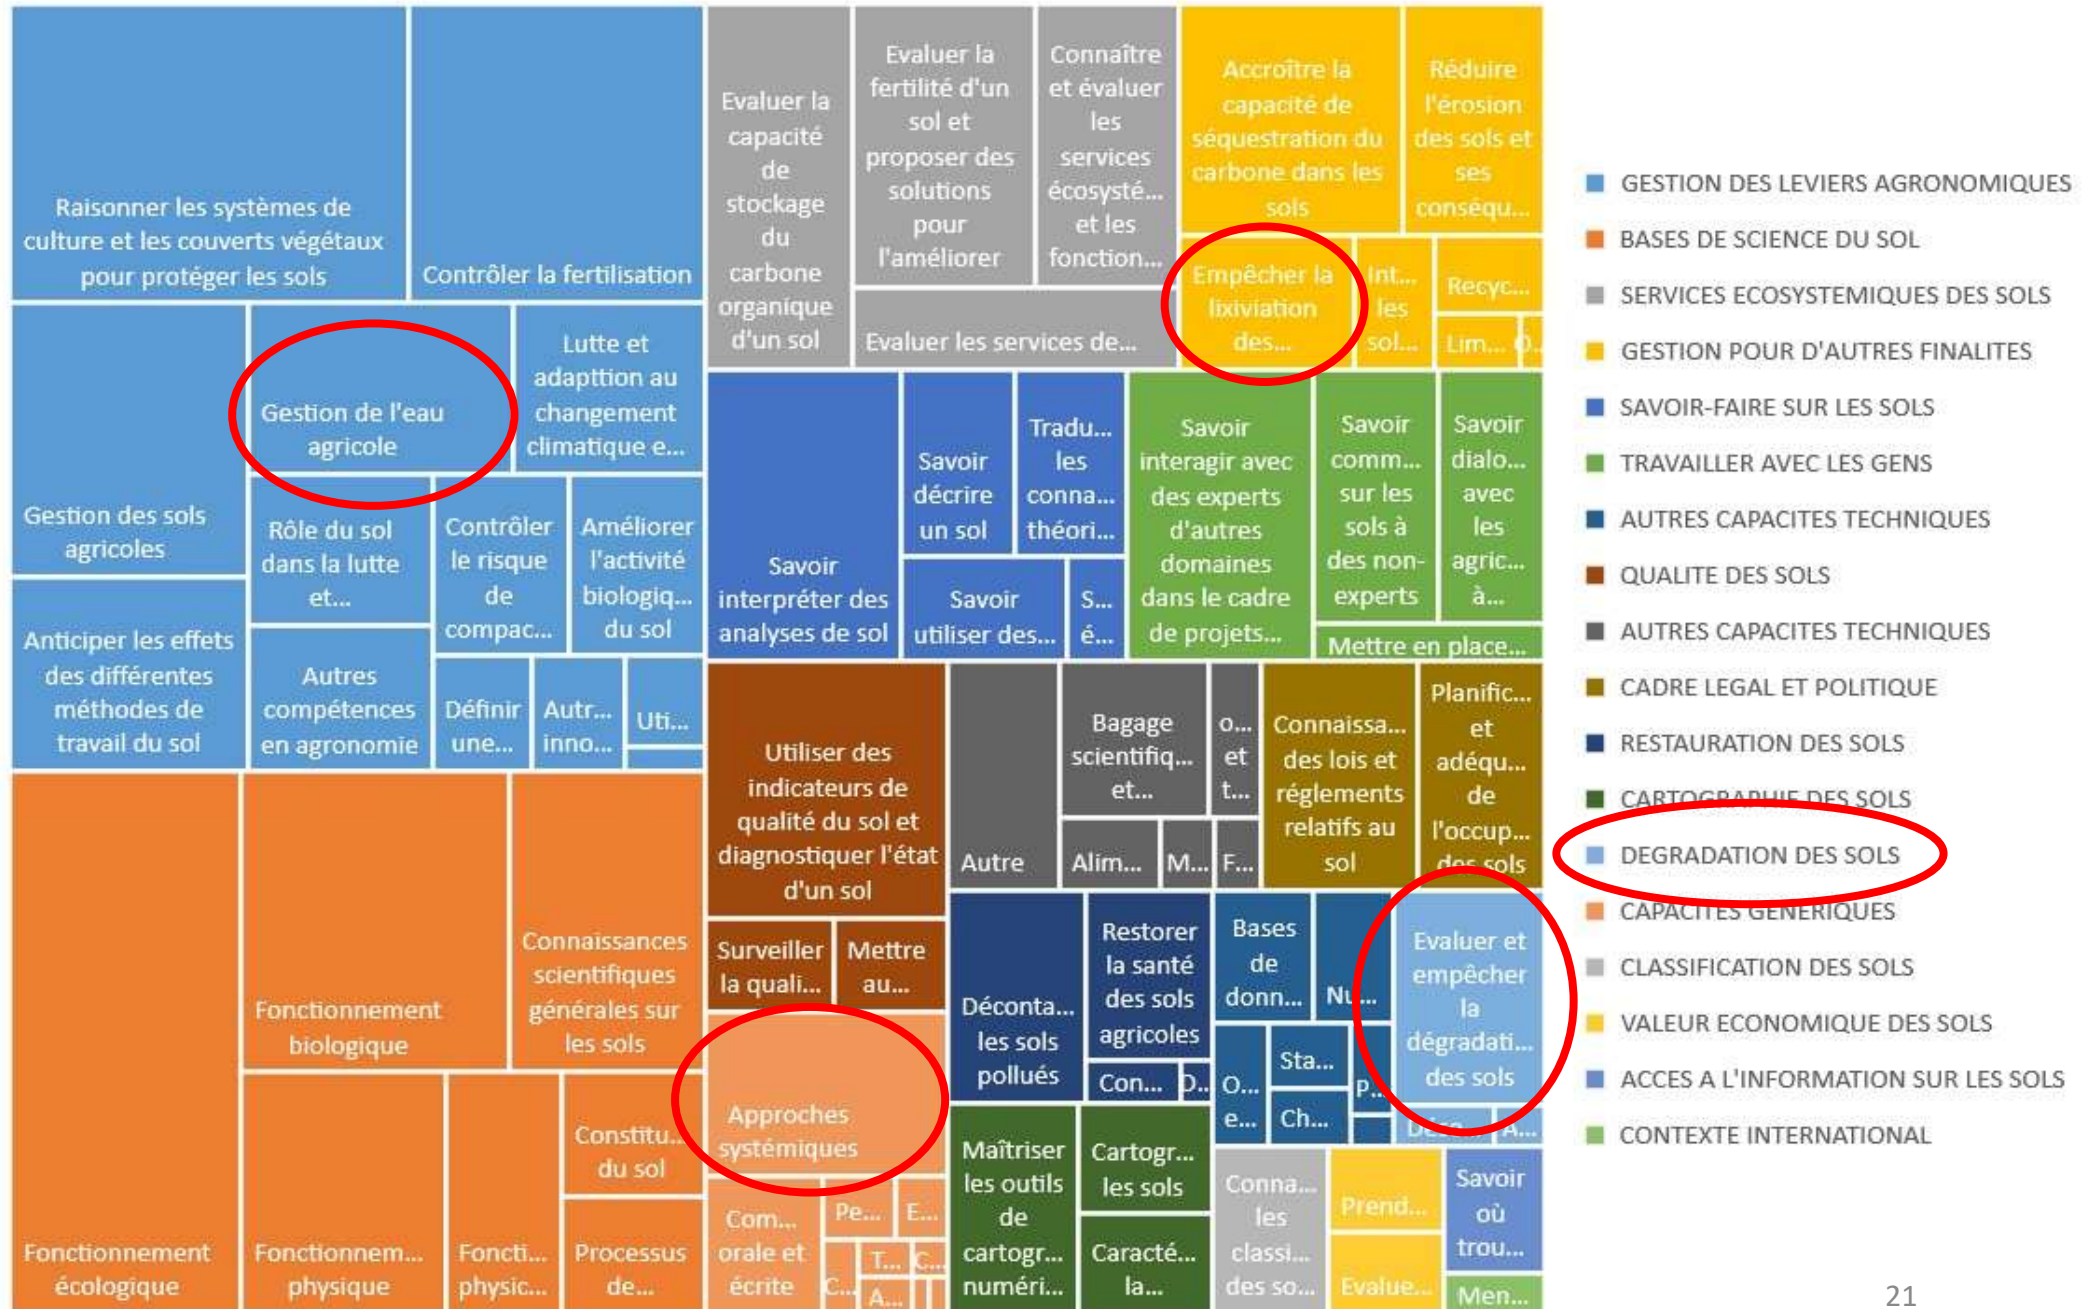 Raisonner les systèmes de
culture et les couverts végétaux
pour protéger les sols
Contrôler la fertilisation
Gestion des sols
agricoles
Gestion de l'eau
agricole
Lutte et
adapttion au
changement
climatique e...
Rôle du sol
dans la lutte
et...
Contrôler
le risque
de
compac...
Améliorer
l'activité
biologiq...
du sol
Anticiper les effets
des différentes
méthodes de
travail du sol
Autres
compétences
en agronomie
Définir
une...
Autr...
inno...
Uti...
Fonctionnement
écologique
Fonctionnement
biologique
Connaissances
scientifiques
générales sur
les sols
Fonctionnem...
physique
Foncti...
physic...
Constitu...
du sol
Processus
de...
Evaluer la
capacité
de
stockage
du
carbone
organique
d'un sol
Evaluer la
fertilité d'un
sol et
proposer des
solutions
pour
l'améliorer
Connaître
et évaluer
les
services
écosysté...
et les
fonction...
Evaluer les services de...
Accroître la
capacité de
séquestration du
carbone dans les
sols
Réduire
l'érosion
des sols et
ses
conséqu...
Empêcher la
lixiviation
des...
Int...
les
sol...
Recyc...
Lim...
O...
Savoir
interpréter des
analyses de sol
Savoir
décrire
un sol
Tradu...
les
conna...
théori...
Savoir
utiliser des...
S...
é...
Savoir
interagir avec
des experts
d'autres
domaines
dans le cadre
de projets...
Savoir
comm...
sur les
sols à
des non-
experts
Savoir
dialo...
avec
les
agric...
à...
Mettre en place...
Utiliser des
indicateurs de
qualité du sol et
diagnostiquer l'état
d'un sol
Surveiller
la quali...
Mettre
au...
Autre
Bagage
scientifiq...
et...
o...
et
t...
Alim...
M...
F...
Connaissa...
des lois et
réglements
relatifs au
sol
Planific...
et
adéqu...
de
l'occup...
des sols
Approches
systémiques
Com...
orale et
écrite
Pe...
E...
C...
T...
C...
A...
Déconta...
les sols
pollués
Restorer
la santé
des sols
agricoles
Con...
D...
Bases
de
donn...
Nu...
O...
e...
Sta...
Ch...
P...
Evaluer et
empêcher
la
dégradati...
des sols
Déce...
A...
Maîtriser
les outils
de
cartogr...
numéri...
Cartogr...
les sols
Caracté...
la...
Conna...
les
classi...
des so...
Prend...
Evalue...
Savoir
où
trou...
Men...
GESTION DES LEVIERS AGRONOMIQUES
BASES DE SCIENCE DU SOL
SERVICES ECOSYSTEMIQUES DES SOLS
GESTION POUR D'AUTRES FINALITES
SAVOIR-FAIRE SUR LES SOLS
TRAVAILLER AVEC LES GENS
AUTRES CAPACITES TECHNIQUES
QUALITE DES SOLS
AUTRES CAPACITES TECHNIQUES
CADRE LEGAL ET POLITIQUE
RESTAURATION DES SOLS
CARTOGRAPHIE DES SOLS
DEGRADATION DES SOLS
CAPACITES GENERIQUES
CLASSIFICATION DES SOLS
VALEUR ECONOMIQUE DES SOLS
ACCES A L'INFORMATION SUR LES SOLS
CONTEXTE INTERNATIONAL
21